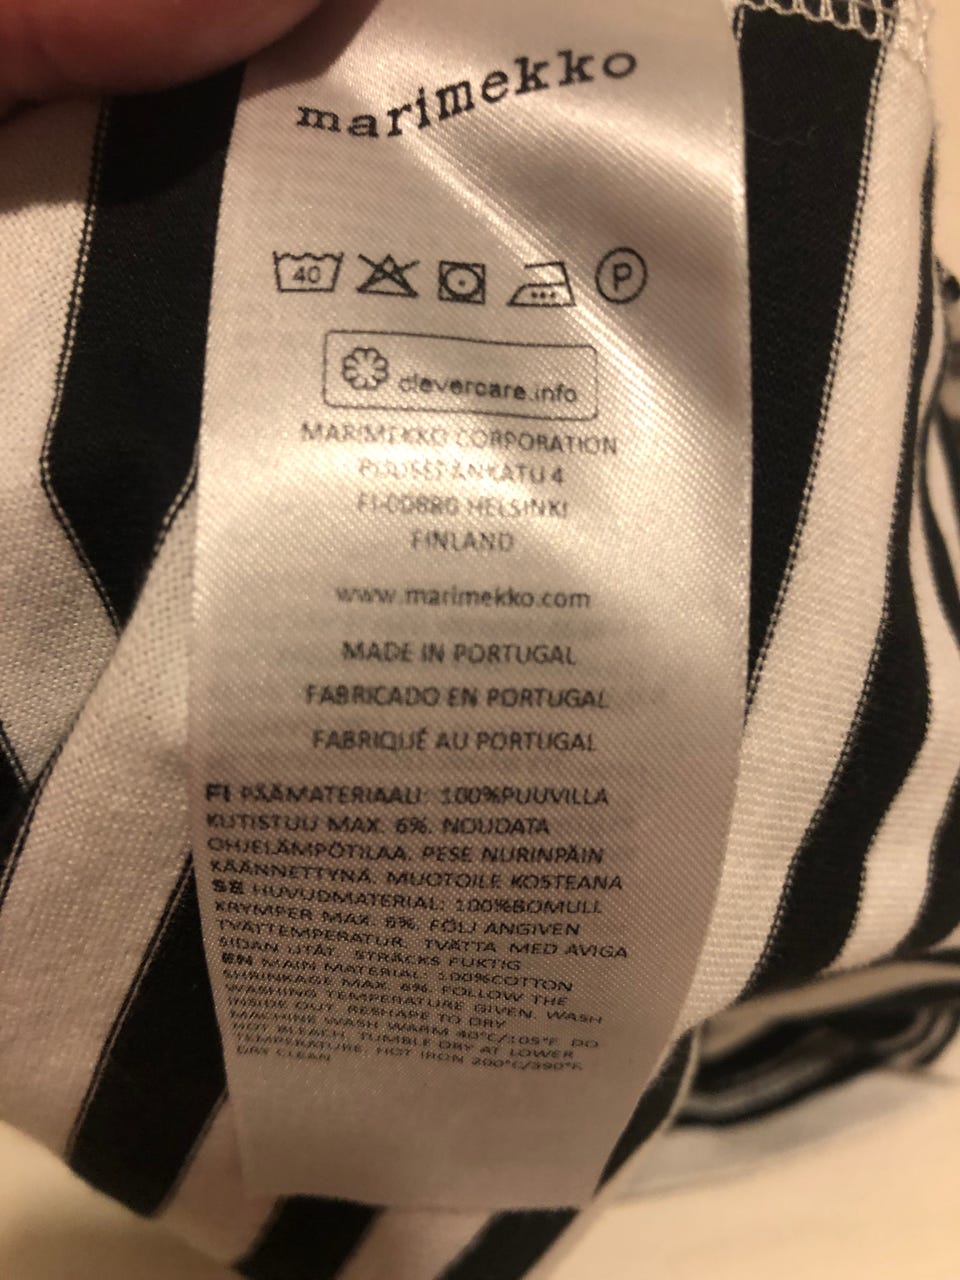 marimekko
40
P
clevercare.info
MARIMEKKO CORPORATION
PUUSEPÄNKATU 4
FI-00880 HELSINKI
FINLAND
www.marimekko.com
MADE IN PORTUGAL
FABRICADO EN PORTUGAL
FABRIQUÉ AU PORTUGAL
FI PÄÄMATERIAALI: 100%PUUVILLA
KUTISTUU MAX. 6%. NOUDATA
OHJELÄMPÖTILAA. PESE NURINPÄIN
KÄÄNNETTYNÄ. MUOTOILE KOSTEANA
SE HUVUDMATERIAL: 100%BOMULL
KRYMPER MAX. 6%. FÖLJ ANGIVEN
TVÄTTEMPERATUR. TVÄTTA MED AVIGA
SIDAN UTÅT. STRÄCKS FUKTIG
EN MAIN MATERIAL: 100%COTTON
SHRINKAGE MAX. 6%. FOLLOW THE
WASHING TEMPERATURE GIVEN. WASH
INSIDE OUT. RESHAPE TO DRY
MACHINE WASH WARM 40°C/105°F. DO
NOT BLEACH. TUMBLE DRY AT LOWER
TEMPERATURE. HOT IRON 200°C/390°F.
DRY CLEAN